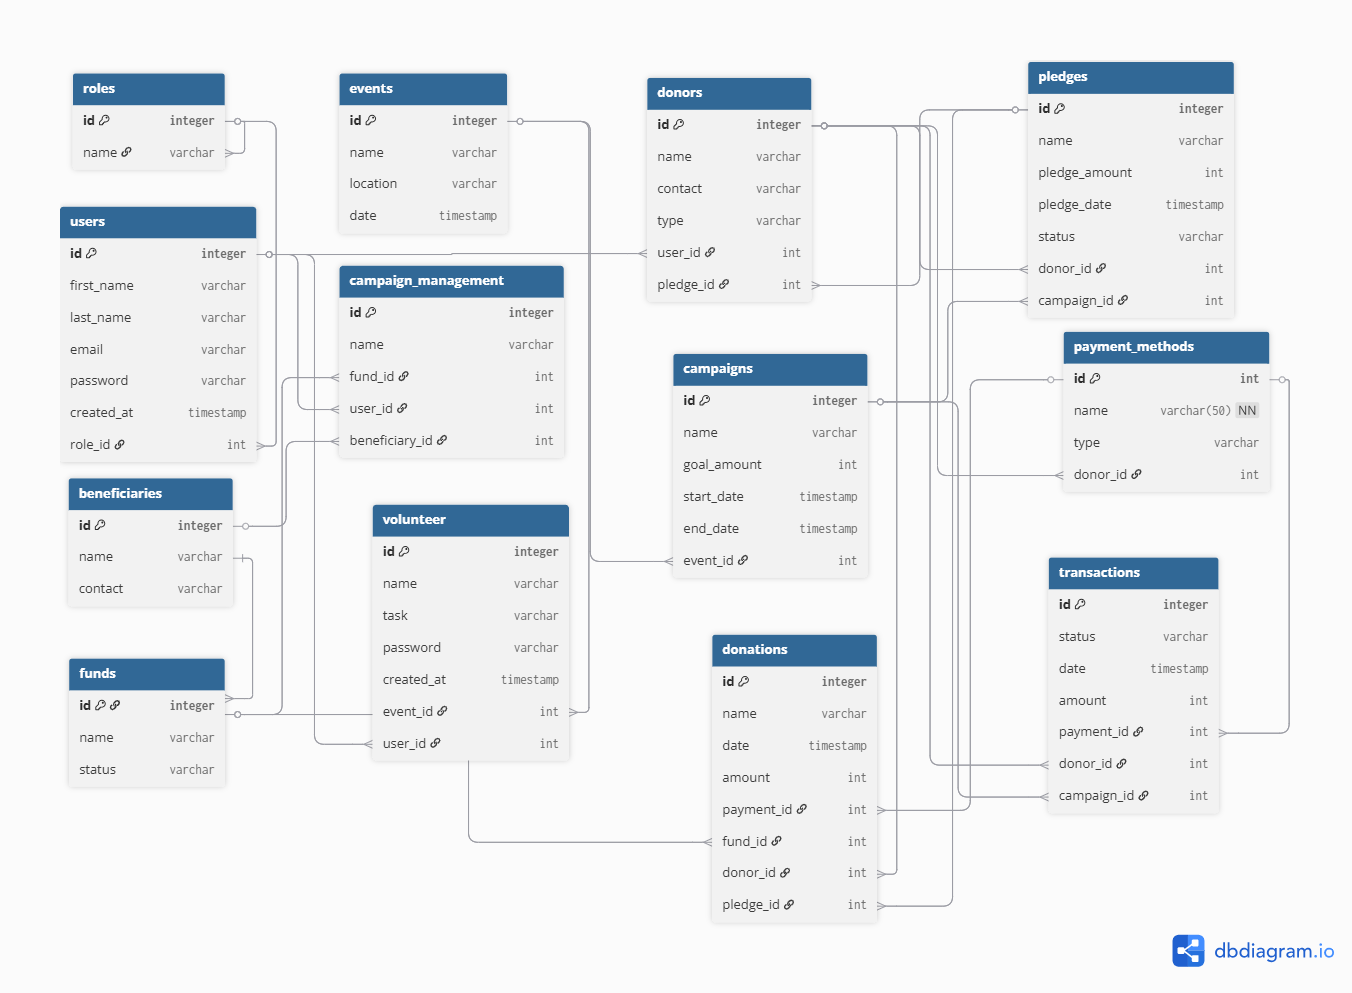 roles
id integer
name varchar
users
id integer
first_name varchar
last_name varchar
email varchar
password varchar
created_at timestamp
role_id int
beneficiaries
id integer
name varchar
contact varchar
funds
id integer
name varchar
status varchar
events
id integer
name varchar
location varchar
date timestamp
campaign_management
id integer
name varchar
fund_id int
user_id int
beneficiary_id int
volunteer
id integer
name varchar
task varchar
password varchar
created_at timestamp
event_id int
user_id int
donors
id integer
name varchar
contact varchar
type varchar
user_id int
pledge_id int
campaigns
id integer
name varchar
goal_amount int
start_date timestamp
end_date timestamp
event_id int
donations
id integer
name varchar
date timestamp
amount int
payment_id int
fund_id int
donor_id int
pledge_id int
pledges
id integer
name varchar
pledge_amount int
pledge_date timestamp
status varchar
donor_id int
campaign_id int
payment_methods
id int
name varchar(50) NN
type varchar
donor_id int
transactions
id integer
status varchar
date timestamp
amount int
payment_id int
donor_id int
campaign_id int
dbdiagram.io